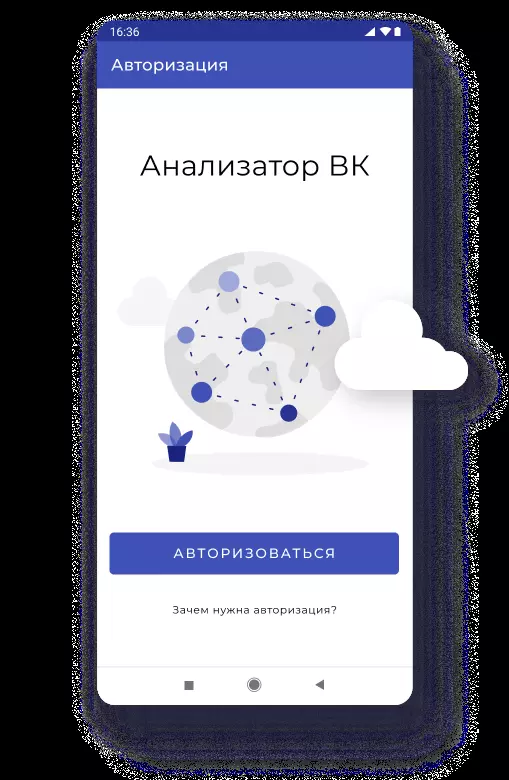 16:36
Авторизация
Анализатор ВК
АВТОРИЗОВАТЬСЯ
Зачем нужна авторизация?